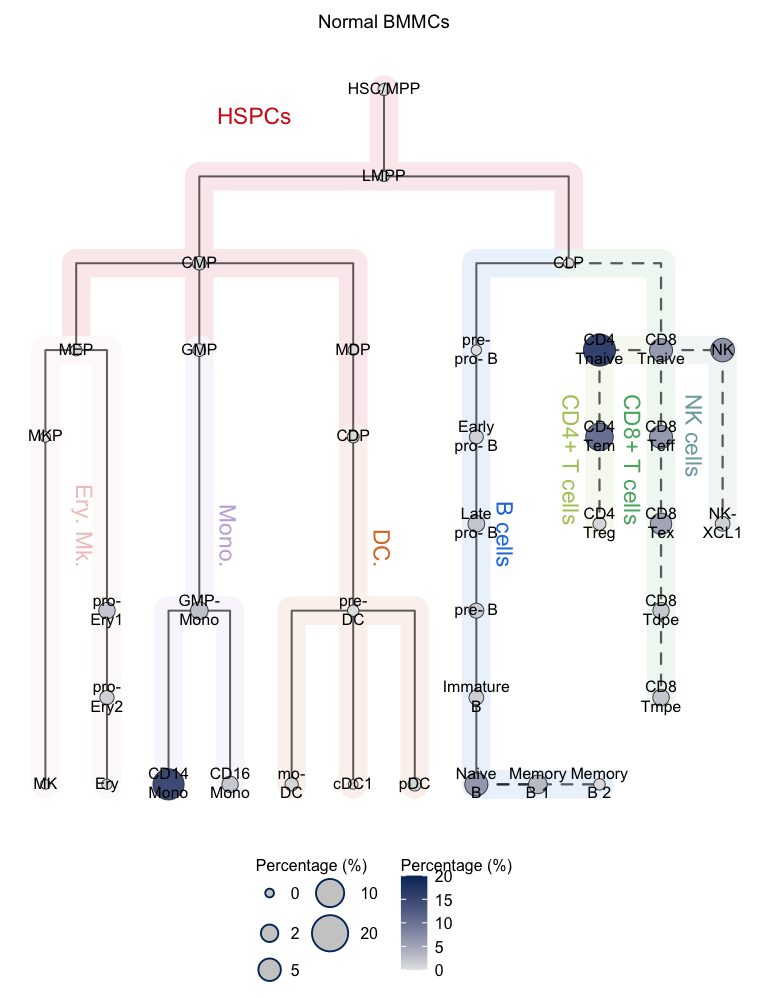 Normal BMMCs
HSC/MPP
HSPCs
LMPP
CMP
CLP
MEP
GMP
MDP
pre-
pro- B
CD4
Tnaive
CD8
Tnaive
NK
MKP
CDP
Early
pro- B
CD4
Tem
CD8
Teff
CD4+ T cells
CD8+ T cells
NK cells
Ery. Mk.
Mono.
DC.
B cells
Late
pro- B
CD4
Treg
CD8
Tex
NK-
XCL1
pro-
Ery1
GMP-
Mono
pre-
DC
pre- B
CD8
Tdpe
pro-
Ery2
Immature
B
CD8
Tmpe
MK
Ery
CD14
Mono
CD16
Mono
mo-
DC
cDC1
pDC
Naive
B
Memory
B 1
Memory
B 2
Percentage (%)
0
10
2
20
5
Percentage (%)
20
15
10
5
0